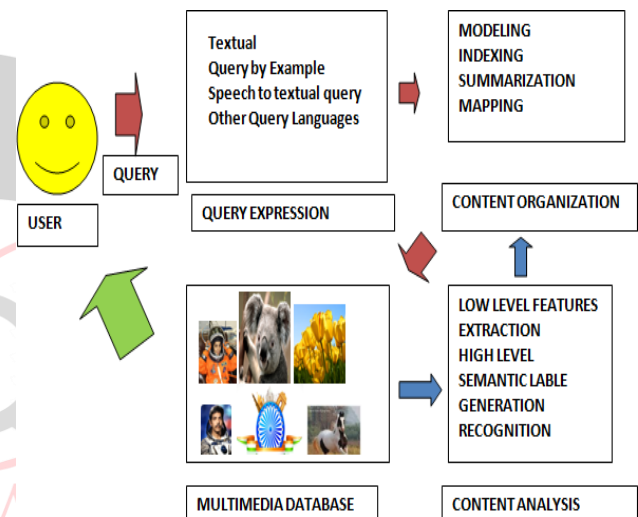 Textual
Query by Example
Speech to textual query
Other Query Languages
MODELING
INDEXING
SUMMARIZATION
MAPPING
QUERY
USER
QUERY EXPRESSION
CONTENT ORGANIZATION
LOW LEVEL FEATURES
EXTRACTION
HIGH LEVEL
SEMANTIC LABLE
GENERATION
RECOGNITION
MULTIMEDIA DATABASE
CONTENT ANALYSIS